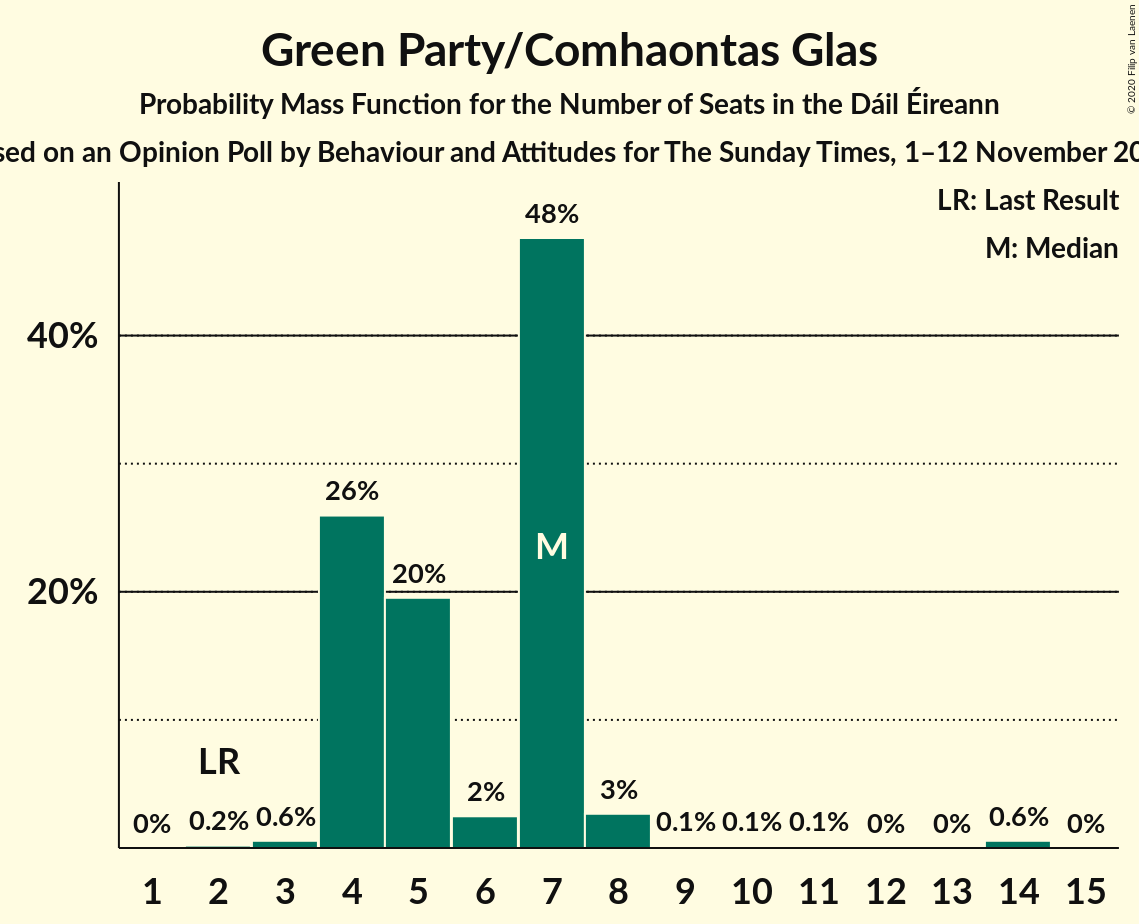 Green Party/Comhaontas Glas
Probability Mass Function for the Number of Seats in the Dáil Éireann
on an Opinion Poll by Behaviour and Attitudes for The Sunday Times, 1–12 November
© 2020 Filip van Laenen
LR: Last Result
M: Median
48%
40%
26%
M
20%
20%
LR
0% 0.2% 0.6% 2% 3% 0.1% 0.1% 0.1% 0% 0% 0.6% 0%
1 2 3 4 5 6 7 8 9 10 11 12 13 14 15